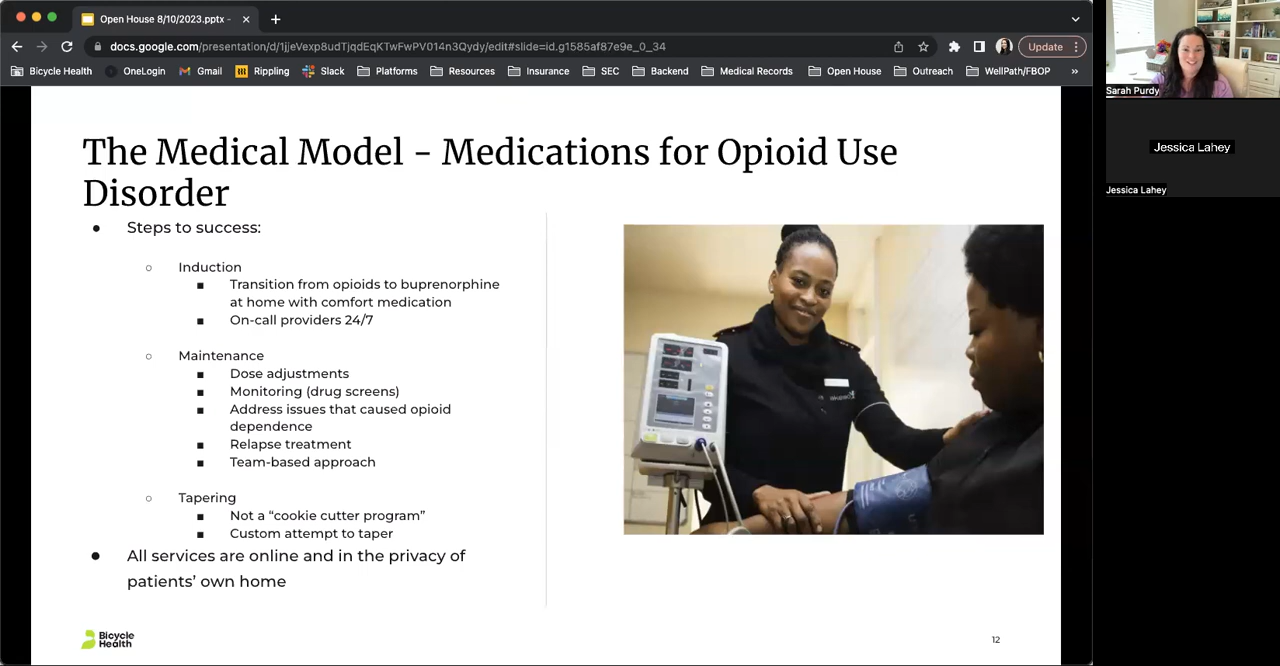 Open House 8/10/2023.pptx -
docs.google.com/presentation/d/1jjeVexp8udTjqdEqKTwFwPV014n3Qydy/edit#slide=id.g1585af87e9e_0_34
Update
Bicycle Health
OneLogin
Gmail
Rippling
Slack
Platforms
Resources
Insurance
SEC
Backend
Medical Records
Open House
Outreach
WellPath/FBOP
»
The Medical Model - Medications for Opioid Use
Disorder
Steps to success:
Induction
Transition from opioids to buprenorphine
at home with comfort medication
On-call providers 24/7
Maintenance
Dose adjustments
Monitoring (drug screens)
Address issues that caused opioid
dependence
Relapse treatment
Team-based approach
Tapering
Not a “cookie cutter program”
Custom attempt to taper
All services are online and in the privacy of
patients’ own home
Bicycle
Health
12
Sarah Purdy
Jessica Lahey
Jessica Lahey